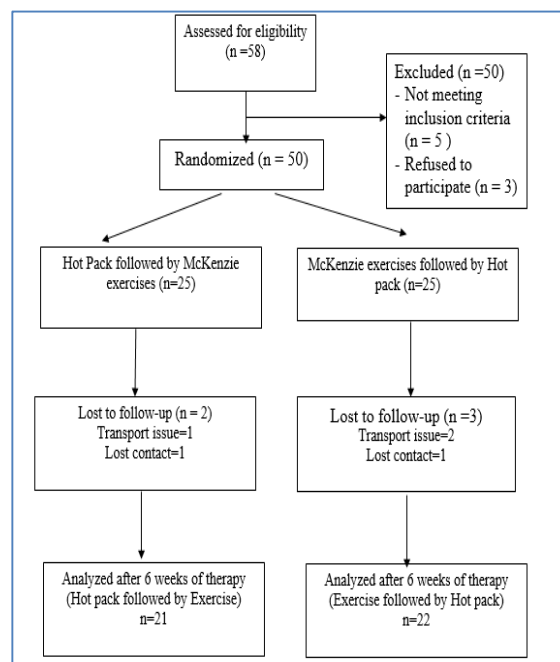 Assessed for eligibility
(n =58)
Excluded (n =50)
- Not meeting
inclusion criteria
(n = 5 )
- Refused to
participate (n = 3)
Randomized (n = 50)
Hot Pack followed by McKenzie
exercises (n=25)
McKenzie exercises followed by Hot
pack (n=25)
Lost to follow-up (n = 2)
Transport issue=1
Lost contact=1
Lost to follow-up (n =3)
Transport issue=2
Lost contact=1
Analyzed after 6 weeks of therapy
(Hot pack followed by Exercise)
n=21
Analyzed after 6 weeks of therapy
(Exercise followed by Hot pack)
n=22